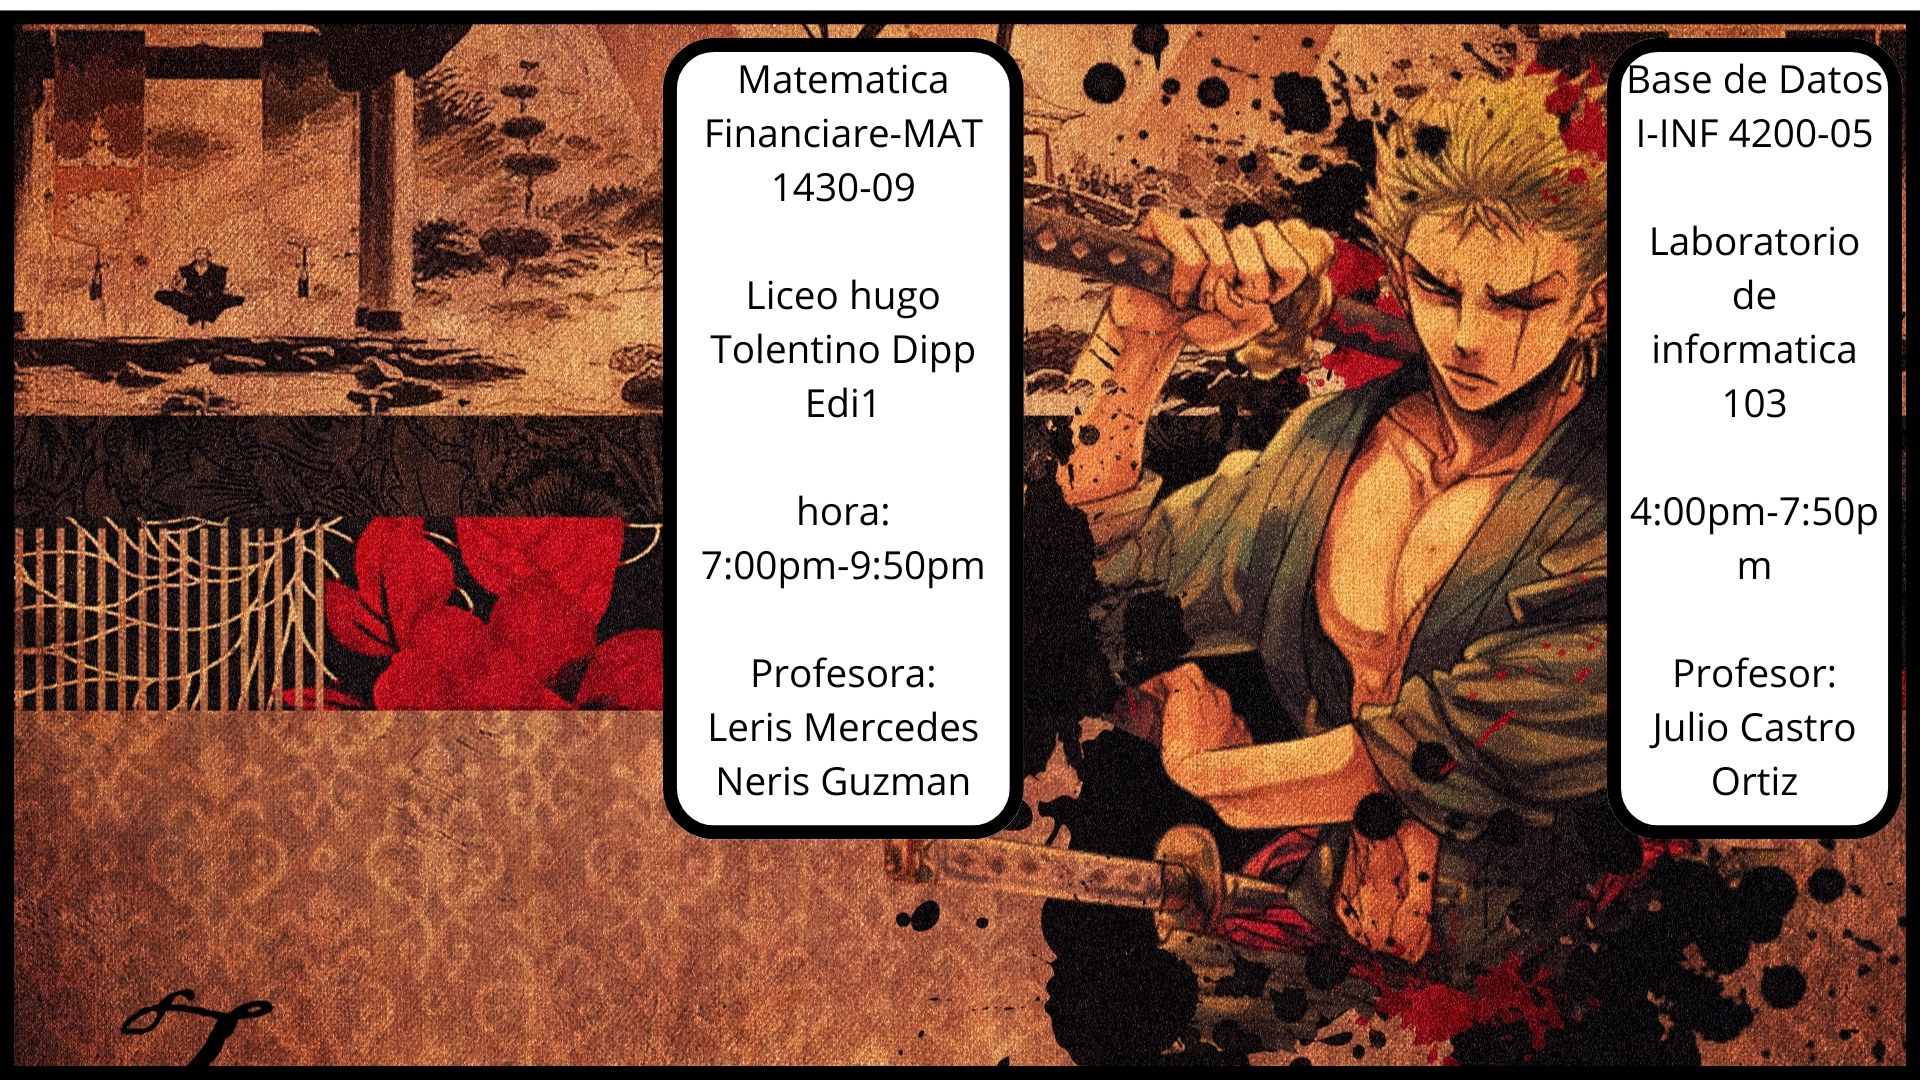 Matematica
Financiare-MAT
1430-09
Liceo hugo
Tolentino Dipp
Edi1
hora:
7:00pm-9:50pm
Profesora:
Leris Mercedes
Neris Guzman
Base de Datos
I-INF 4200-05
Laboratorio
de
informatica
103
4:00pm-7:50p
m
Profesor:
Julio Castro
Ortiz